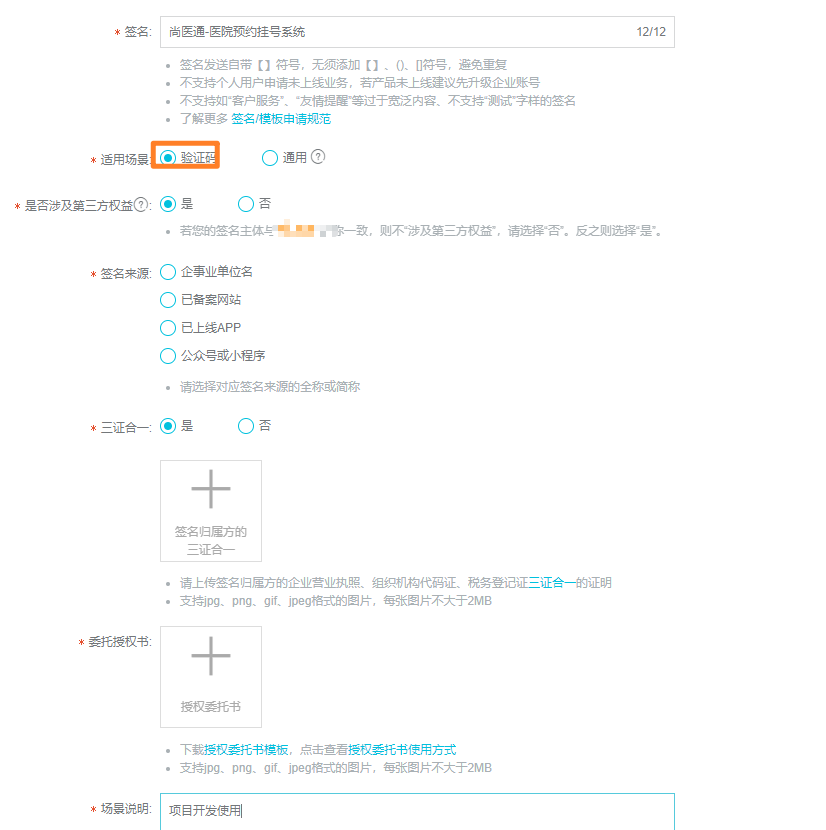 * 签名: 尚医通-医院预约挂号系统 12/12
签名发送自带【】符号，无须添加【】、()、[]符号，避免重复
不支持个人用户申请未上线业务，若产品未上线建议先升级企业账号
不支持如“客户服务”、“友情提醒”等过于宽泛内容、不支持“测试”字样的签名
了解更多 签名/模板申请规范
* 适用场景: 验证码 通用 ?
* 是否涉及第三方权益?: 是 否
若您的签名主体与 你一致，则不“涉及第三方权益”，请选择“否”。反之则选择“是”。
* 签名来源: 企事业单位名
已备案网站
已上线APP
公众号或小程序
请选择对应签名来源的全称或简称
* 三证合一: 是 否
签名归属方的
三证合一
请上传签名归属方的企业营业执照、组织机构代码证、税务登记证三证合一的证明
支持jpg、png、gif、jpeg格式的图片，每张图片不大于2MB
* 委托授权书:
授权委托书
下载授权委托书模板，点击查看授权委托书使用方式
支持jpg、png、gif、jpeg格式的图片，每张图片不大于2MB
* 场景说明: 项目开发使用